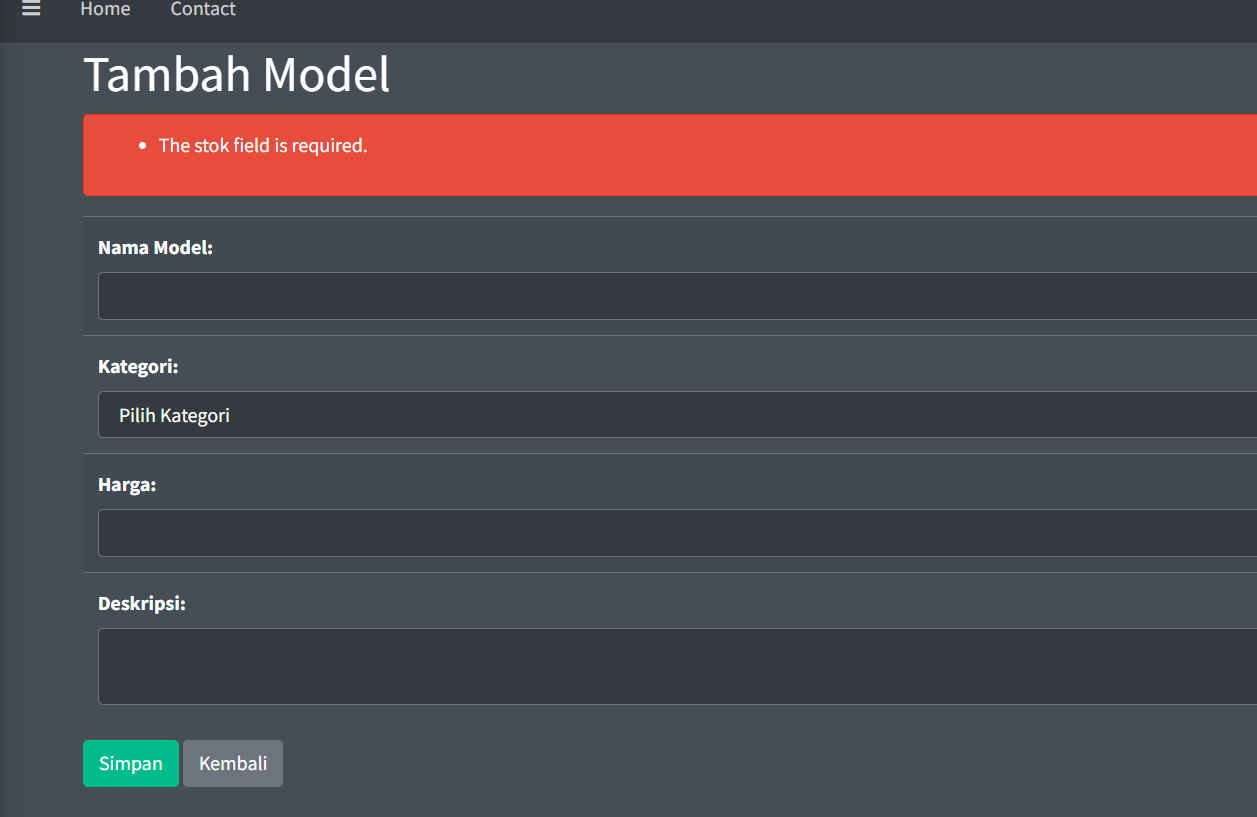 Home Contact
Tambah Model
The stok field is required.
Nama Model:
Kategori:
Pilih Kategori
Harga:
Deskripsi:
Simpan Kembali